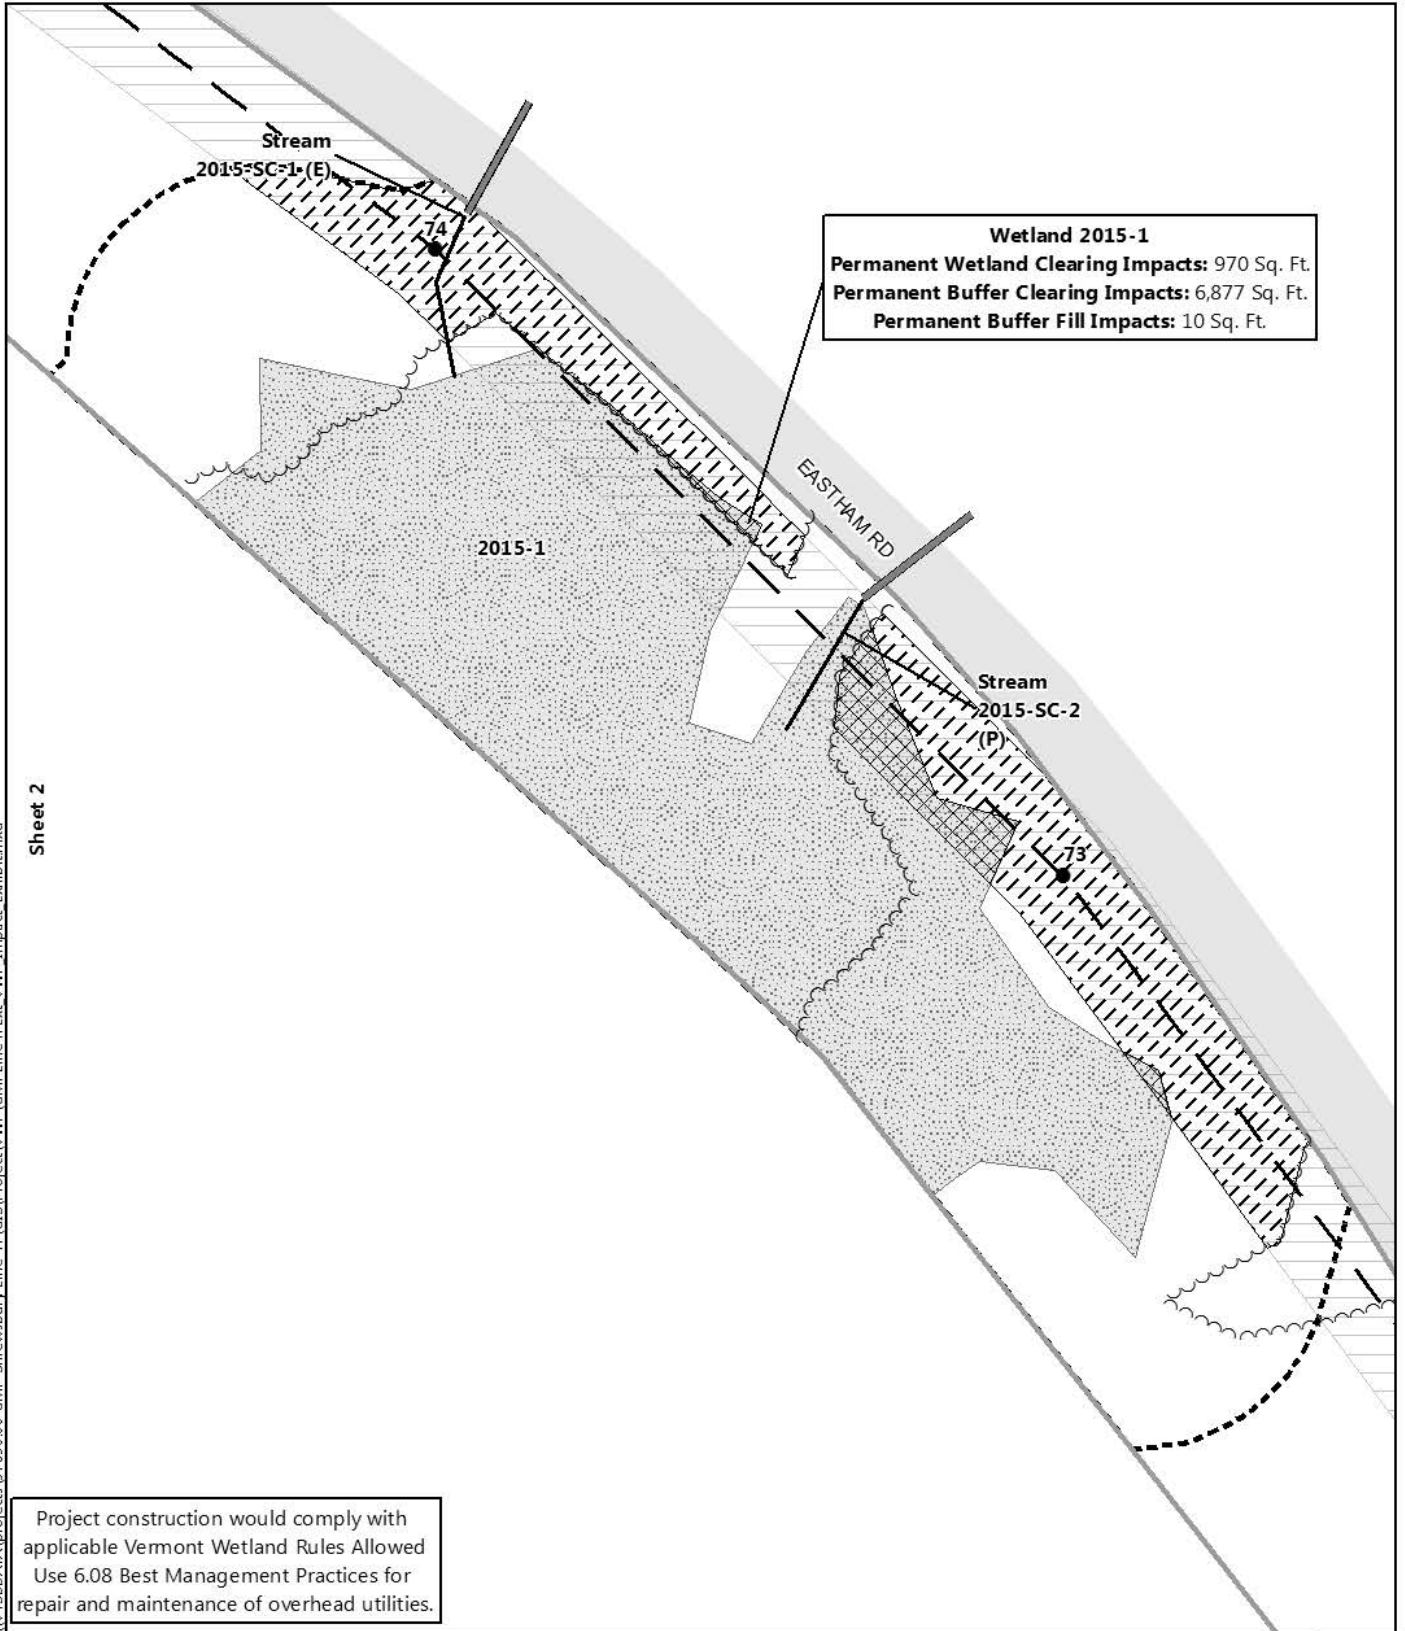 Stream
2015-SC-1 (E)
74
Wetland 2015-1
Permanent Wetland Clearing Impacts: 970 Sq. Ft.
Permanent Buffer Clearing Impacts: 6,877 Sq. Ft.
Permanent Buffer Fill Impacts: 10 Sq. Ft.
EASTHAM RD
2015-1
Stream
2015-SC-2
(P)
73
Sheet 2
Project construction would comply with
applicable Vermont Wetland Rules Allowed
Use 6.08 Best Management Practices for
repair and maintenance of overhead utilities.